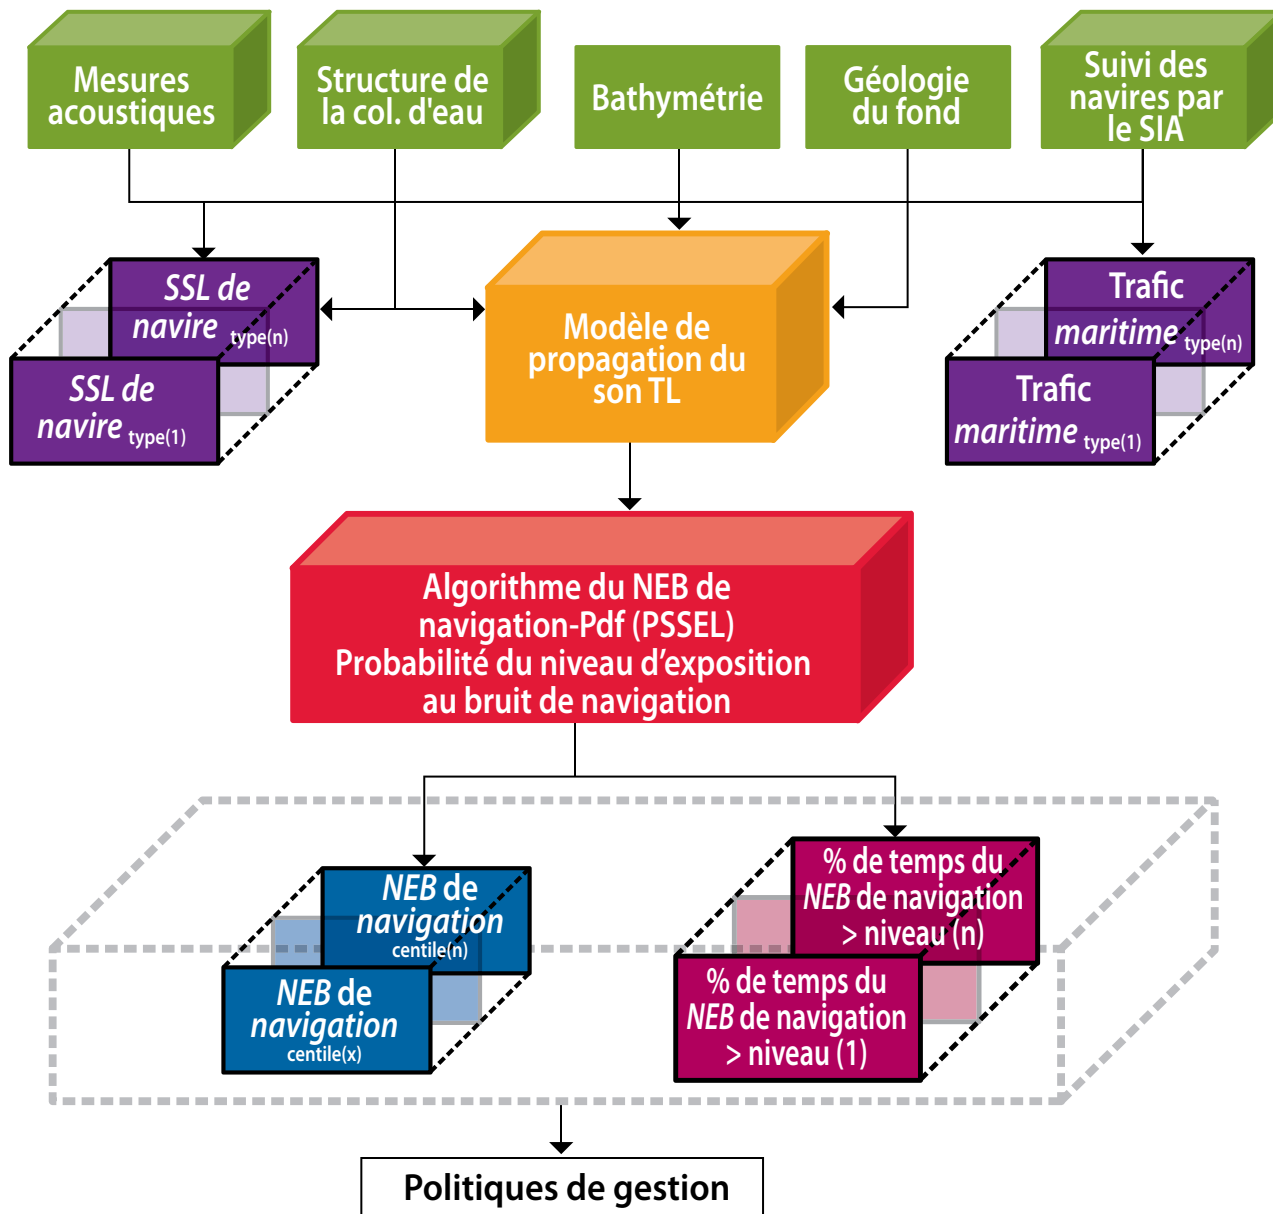 Mesures
acoustiques
Structure de
la col. d'eau
Bathymétrie
Géologie
du fond
Suivi des
navires par
le SIA
SSL de
navire type(n)
SSL de
navire type(1)
Modèle de
propagation du
son TL
Trafic
maritime type(n)
Trafic
maritime type(1)
Algorithme du NEB de
navigation-Pdf (PSSEL)
Probabilité du niveau d’exposition
au bruit de navigation
NEB de
navigation
centile(n)
NEB de
navigation
centile(x)
% de temps du
NEB de navigation
> niveau (n)
% de temps du
NEB de navigation
> niveau (1)
Politiques de gestion